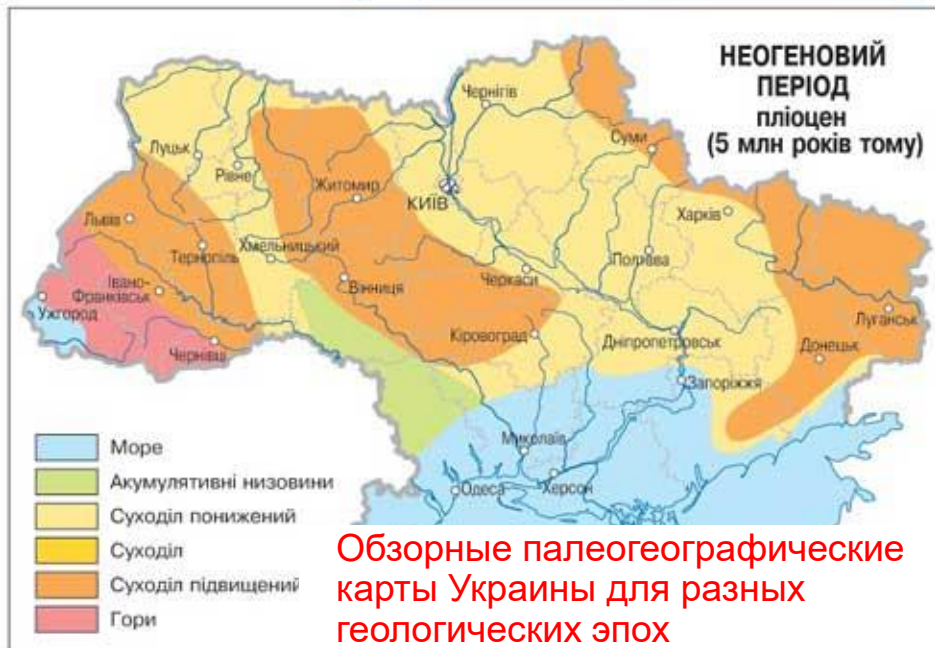 НЕОГЕНОВИЙ
ПЕРІОД
пліоцен
(5 млн років тому)
Чернігів
Луцьк
Рівне
Суми
Житомир
КИЇВ
Львів
Харків
Хмельницький
Тернопіль
Полтава
Черкаси
Вінниця
Івано-
Франківськ
Ужгород
Луганськ
Кіровоград
Дніпропетровськ
Чернівці
Донецьк
Запоріжжя
Миколаїв
Одеса
Херсон
Море
Акумулятивні низовини
Суходіл понижений
Суходіл
Суходіл підвищений
Гори
Обзорные палеогеографические
карты Украины для разных
геологических эпох